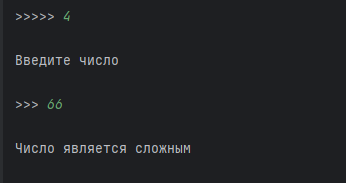 >>>>> 4
Введите число
>>> 66
Число является сложным